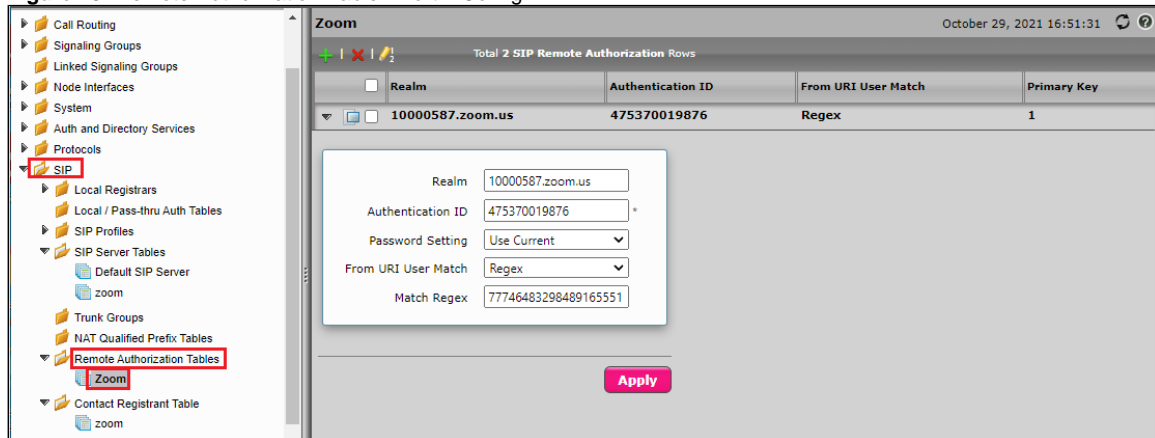 Call Routing
Signaling Groups
Linked Signaling Groups
Node Interfaces
System
Auth and Directory Services
Protocols
SIP
Local Registrars
Local / Pass-thru Auth Tables
SIP Profiles
SIP Server Tables
Default SIP Server
zoom
Trunk Groups
NAT Qualified Prefix Tables
Remote Authorization Tables
Zoom
Contact Registrant Table
zoom
Zoom October 29, 2021 16:51:31
Total 2 SIP Remote Authorization Rows
Realm Authentication ID From URI User Match Primary Key
10000587.zoom.us 475370019876 Regex 1
Realm 10000587.zoom.us
Authentication ID 475370019876 *
Password Setting Use Current
From URI User Match Regex
Match Regex 77746483298489165551
Apply